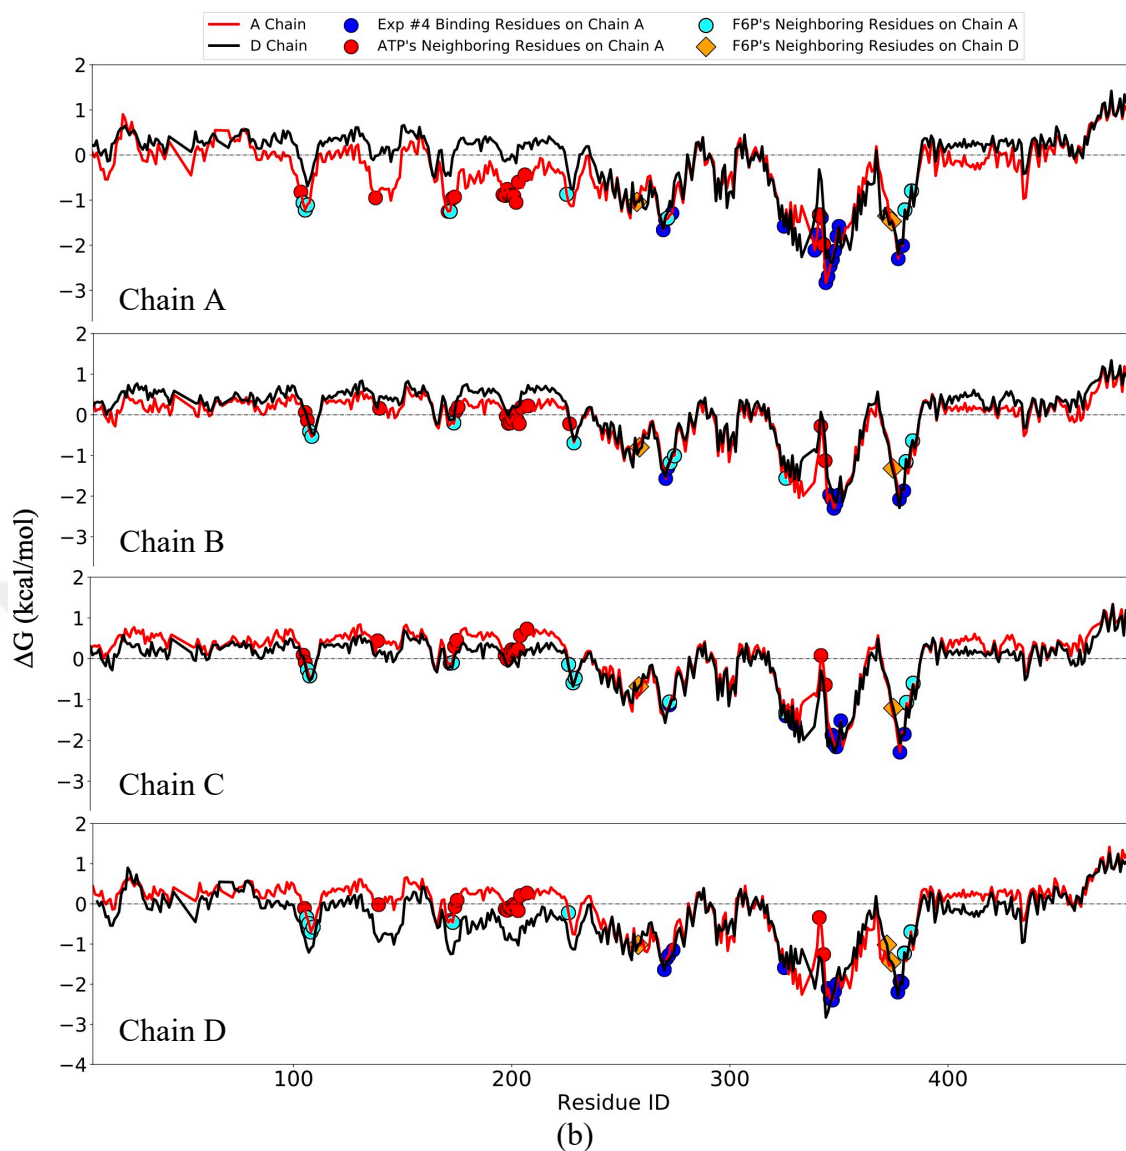 A Chain
D Chain
Exp #4 Binding Residues on Chain A
ATP's Neighboring Residues on Chain A
F6P's Neighboring Residues on Chain A
F6P's Neighboring Resiudes on Chain D
2
1
0
−1
−2
−3
Chain A
2
1
0
−1
−2
−3
Chain B
2
1
0
−1
−2
−3
Chain C
2
1
0
−1
−2
−3
−4
Chain D
ΔG (kcal/mol)
100 200 300 400
Residue ID
(b)